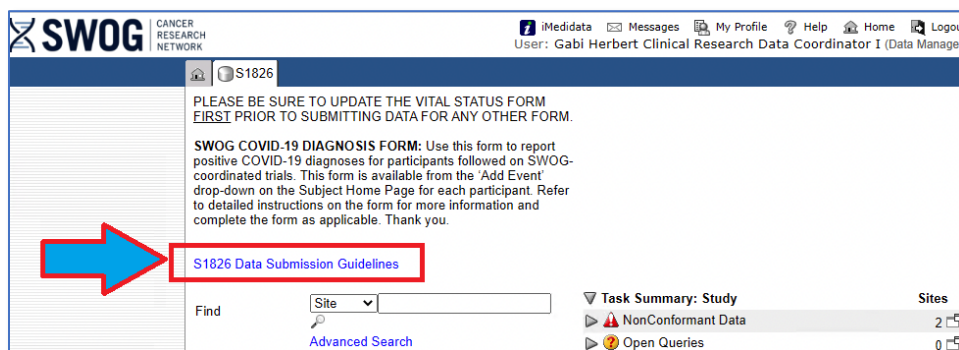 SWOG
CANCER
RESEARCH
NETWORK
iMedidata Messages My Profile Help Home Logou
User: Gabi Herbert Clinical Research Data Coordinator I (Data Manage
S1826
PLEASE BE SURE TO UPDATE THE VITAL STATUS FORM
FIRST PRIOR TO SUBMITTING DATA FOR ANY OTHER FORM.
SWOG COVID-19 DIAGNOSIS FORM: Use this form to report
positive COVID-19 diagnoses for participants followed on SWOG-
coordinated trials. This form is available from the ‘Add Event’
drop-down on the Subject Home Page for each participant. Refer
to detailed instructions on the form for more information and
complete the form as applicable. Thank you.
S1826 Data Submission Guidelines
Find Site
Advanced Search
Task Summary: Study Sites
NonConformant Data 2
Open Queries 0